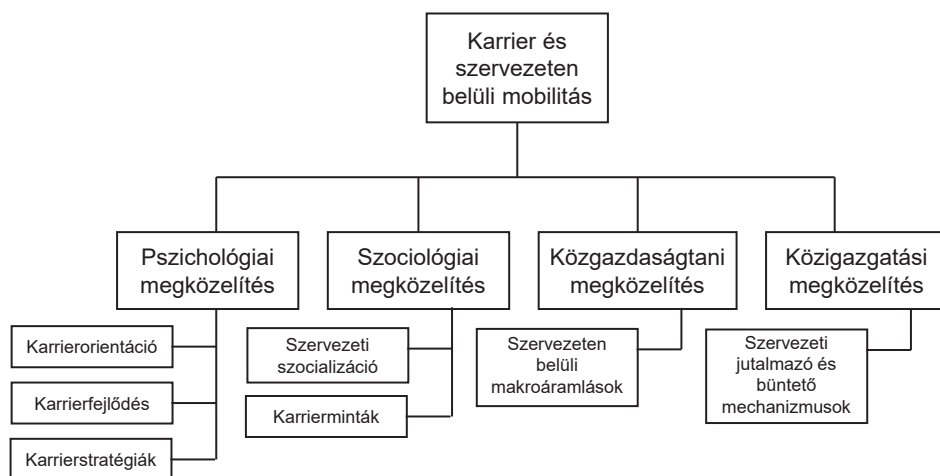 Karrier és
szervezeten
belüli mobilitás
Pszichológiai
megközelítés
Szociológiai
megközelítés
Közgazdaságtani
megközelítés
Közigazgatási
megközelítés
Karrierorientáció
Karrierfejlődés
Karrierstratégiák
Szervezeti
szocializáció
Karrierminták
Szervezeten
belüli
makroáramlások
Szervezeti
jutalmazó és
büntető
mechanizmusok